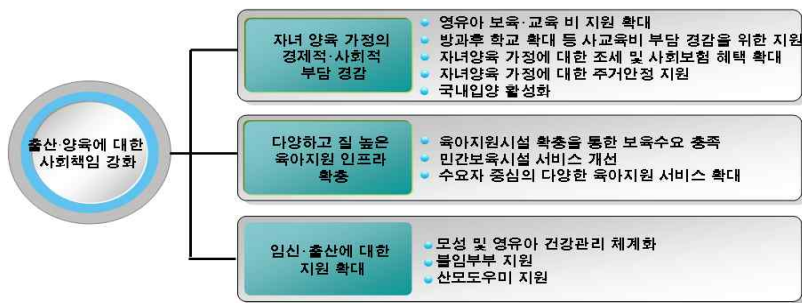 출산·양육에 대한
사회책임 강화
자녀 양육 가정의
경제적·사회적
부담 경감
영유아 보육·교육 비 지원 확대
방과후 학교 확대 등 사교육비 부담 경감을 위한 지원
자녀양육 가정에 대한 조세 및 사회보험 혜택 확대
자녀양육 가정에 대한 주거안정 지원
국내입양 활성화
다양하고 질 높은
육아지원 인프라
확충
육아지원시설 확충을 통한 보육수요 충족
민간보육시설 서비스 개선
수요자 중심의 다양한 육아지원 서비스 확대
임신·출산에 대한
지원 확대
모성 및 영유아 건강관리 체계화
불임부부 지원
산모도우미 지원